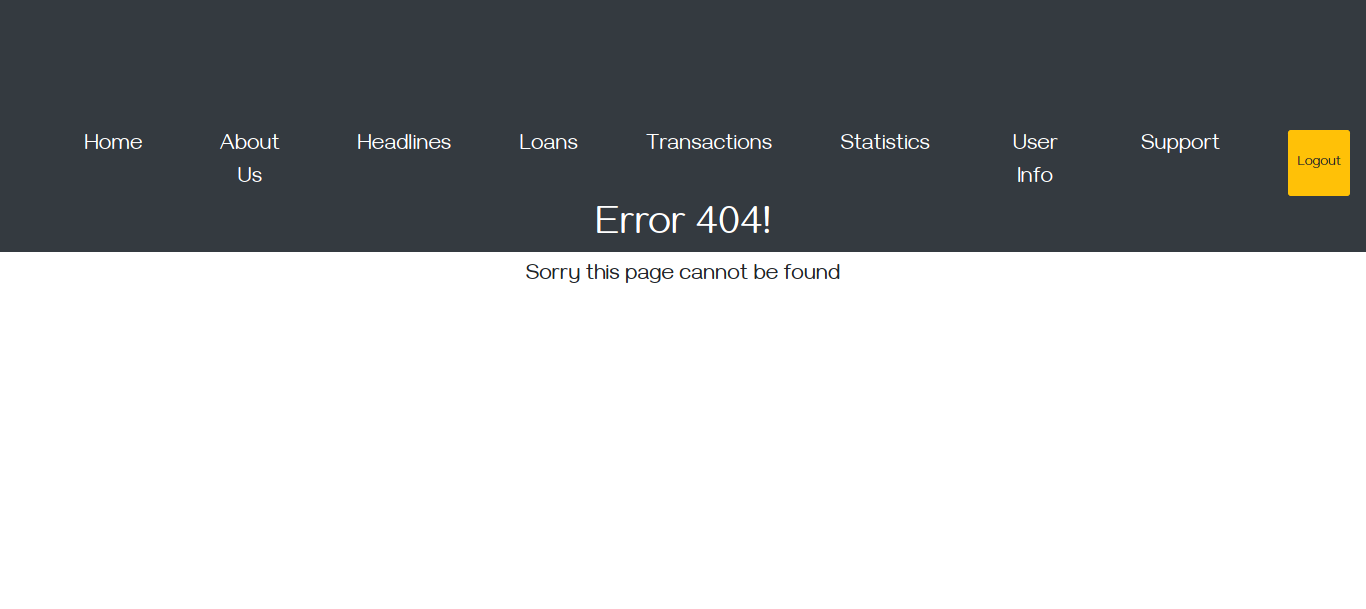 Home About Headlines Loans Transactions Statistics User Support Logout
Us Info
Error 404!
Sorry this page cannot be found